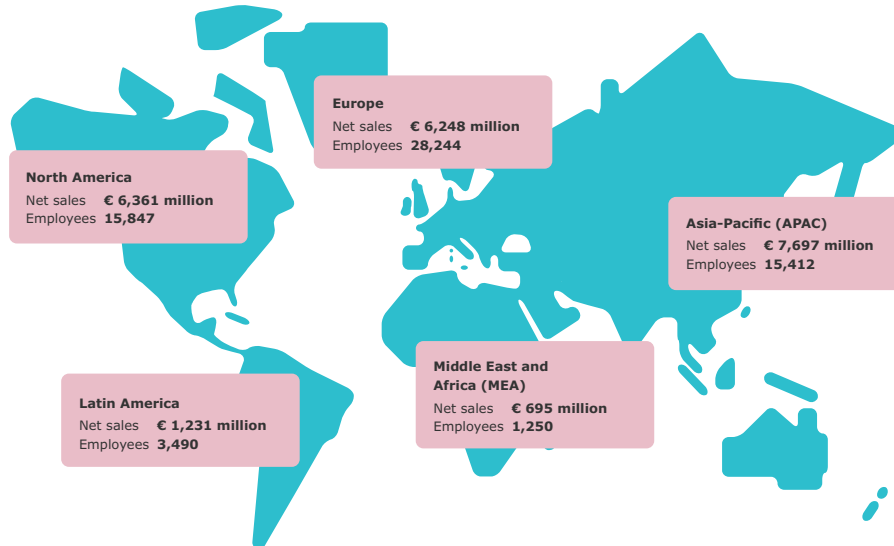 Europe
Net sales € 6,248 million
Employees 28,244
North America
Net sales € 6,361 million
Employees 15,847
Asia-Pacific (APAC)
Net sales € 7,697 million
Employees 15,412
Middle East and
Africa (MEA)
Net sales € 695 million
Employees 1,250
Latin America
Net sales € 1,231 million
Employees 3,490